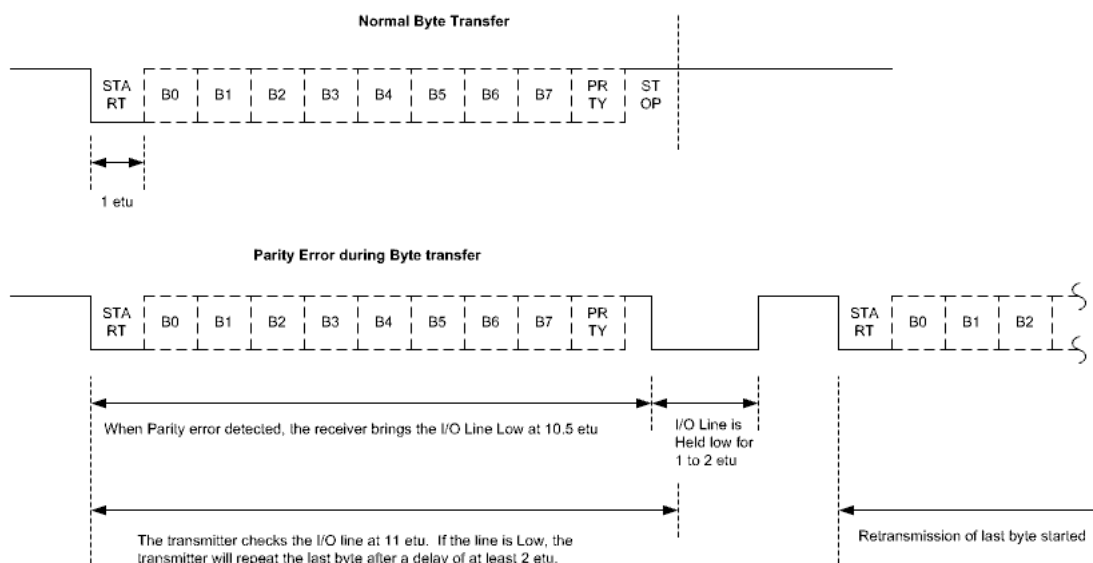 Normal Byte Transfer
STA
RT
B0 B1 B2 B3 B4 B5 B6 B7
PR
TY
ST
OP
1 etu
Parity Error during Byte transfer
STA
RT
B0 B1 B2 B3 B4 B5 B6 B7
PR
TY
STA
RT
B0 B1 B2
When Parity error detected, the receiver brings the I/O Line Low at 10.5 etu
I/O Line is
Held low for
1 to 2 etu
The transmitter checks the I/O line at 11 etu. If the line is Low, the
transmitter will repeat the last byte after a delay of at least 2 etu.
Retransmission of last byte started